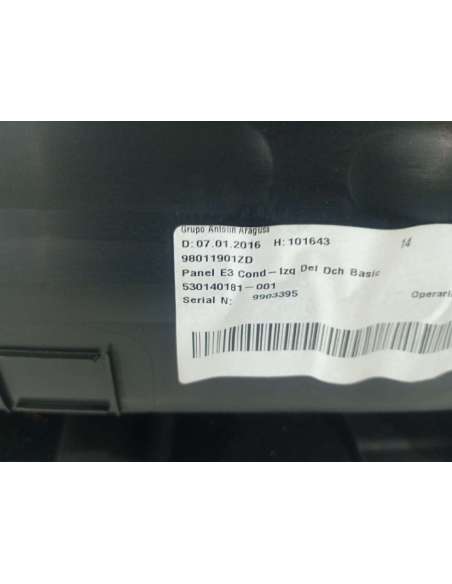 Grupo Antolin Aragusa
D: 07.01.2016 H: 101643 14
98011901ZD
Panel E3 Cond-Izq Del Dch Basic
530140181-001
Serial N: 9903395 Operari